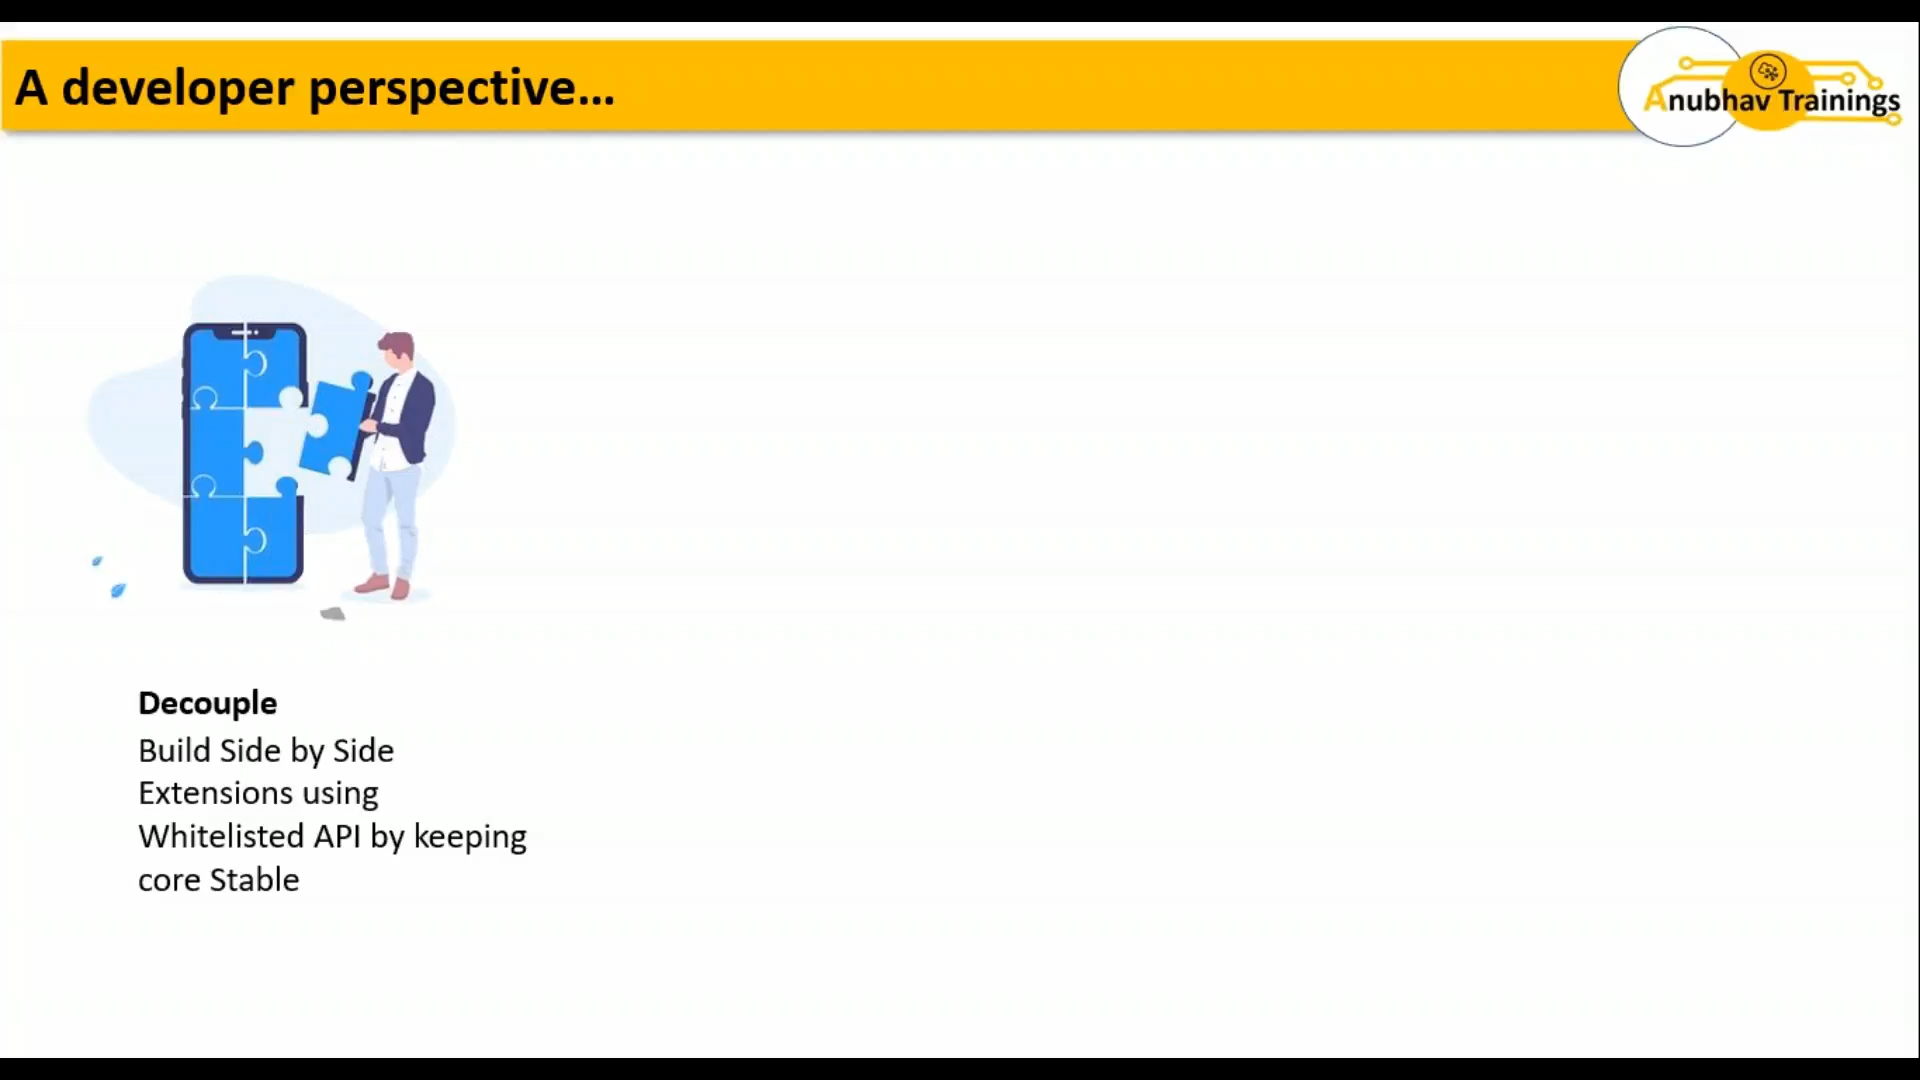 A developer perspective...
Anubhav Trainings
Decouple
Build Side by Side
Extensions using
Whitelisted API by keeping
core Stable